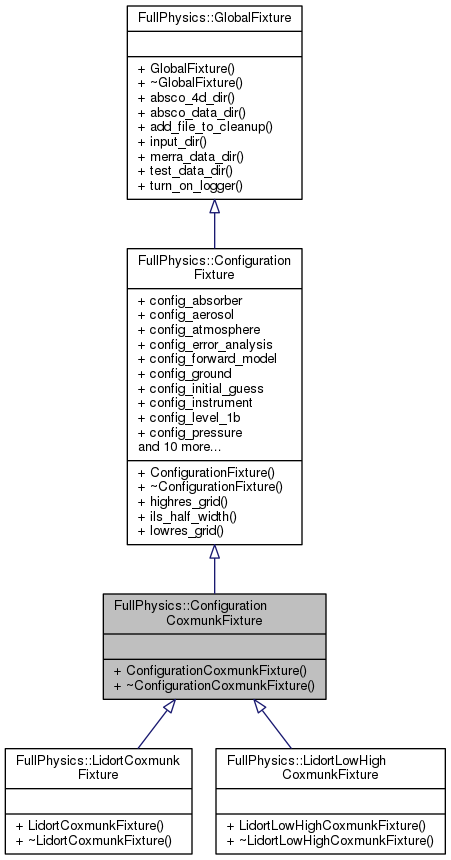 FullPhysics::GlobalFixture
+ GlobalFixture()
+ ~GlobalFixture()
+ absco_4d_dir()
+ absco_data_dir()
+ add_file_to_cleanup()
+ input_dir()
+ merra_data_dir()
+ test_data_dir()
+ turn_on_logger()
FullPhysics::Configuration
Fixture
+ config_absorber
+ config_aerosol
+ config_atmosphere
+ config_error_analysis
+ config_forward_model
+ config_ground
+ config_initial_guess
+ config_instrument
+ config_level_1b
+ config_pressure
and 10 more...
+ ConfigurationFixture()
+ ~ConfigurationFixture()
+ highres_grid()
+ ils_half_width()
+ lowres_grid()
FullPhysics::Configuration
CoxmunkFixture
+ ConfigurationCoxmunkFixture()
+ ~ConfigurationCoxmunkFixture()
FullPhysics::LidortCoxmunk
Fixture
+ LidortCoxmunkFixture()
+ ~LidortCoxmunkFixture()
FullPhysics::LidortLowHigh
CoxmunkFixture
+ LidortLowHighCoxmunkFixture()
+ ~LidortLowHighCoxmunkFixture()